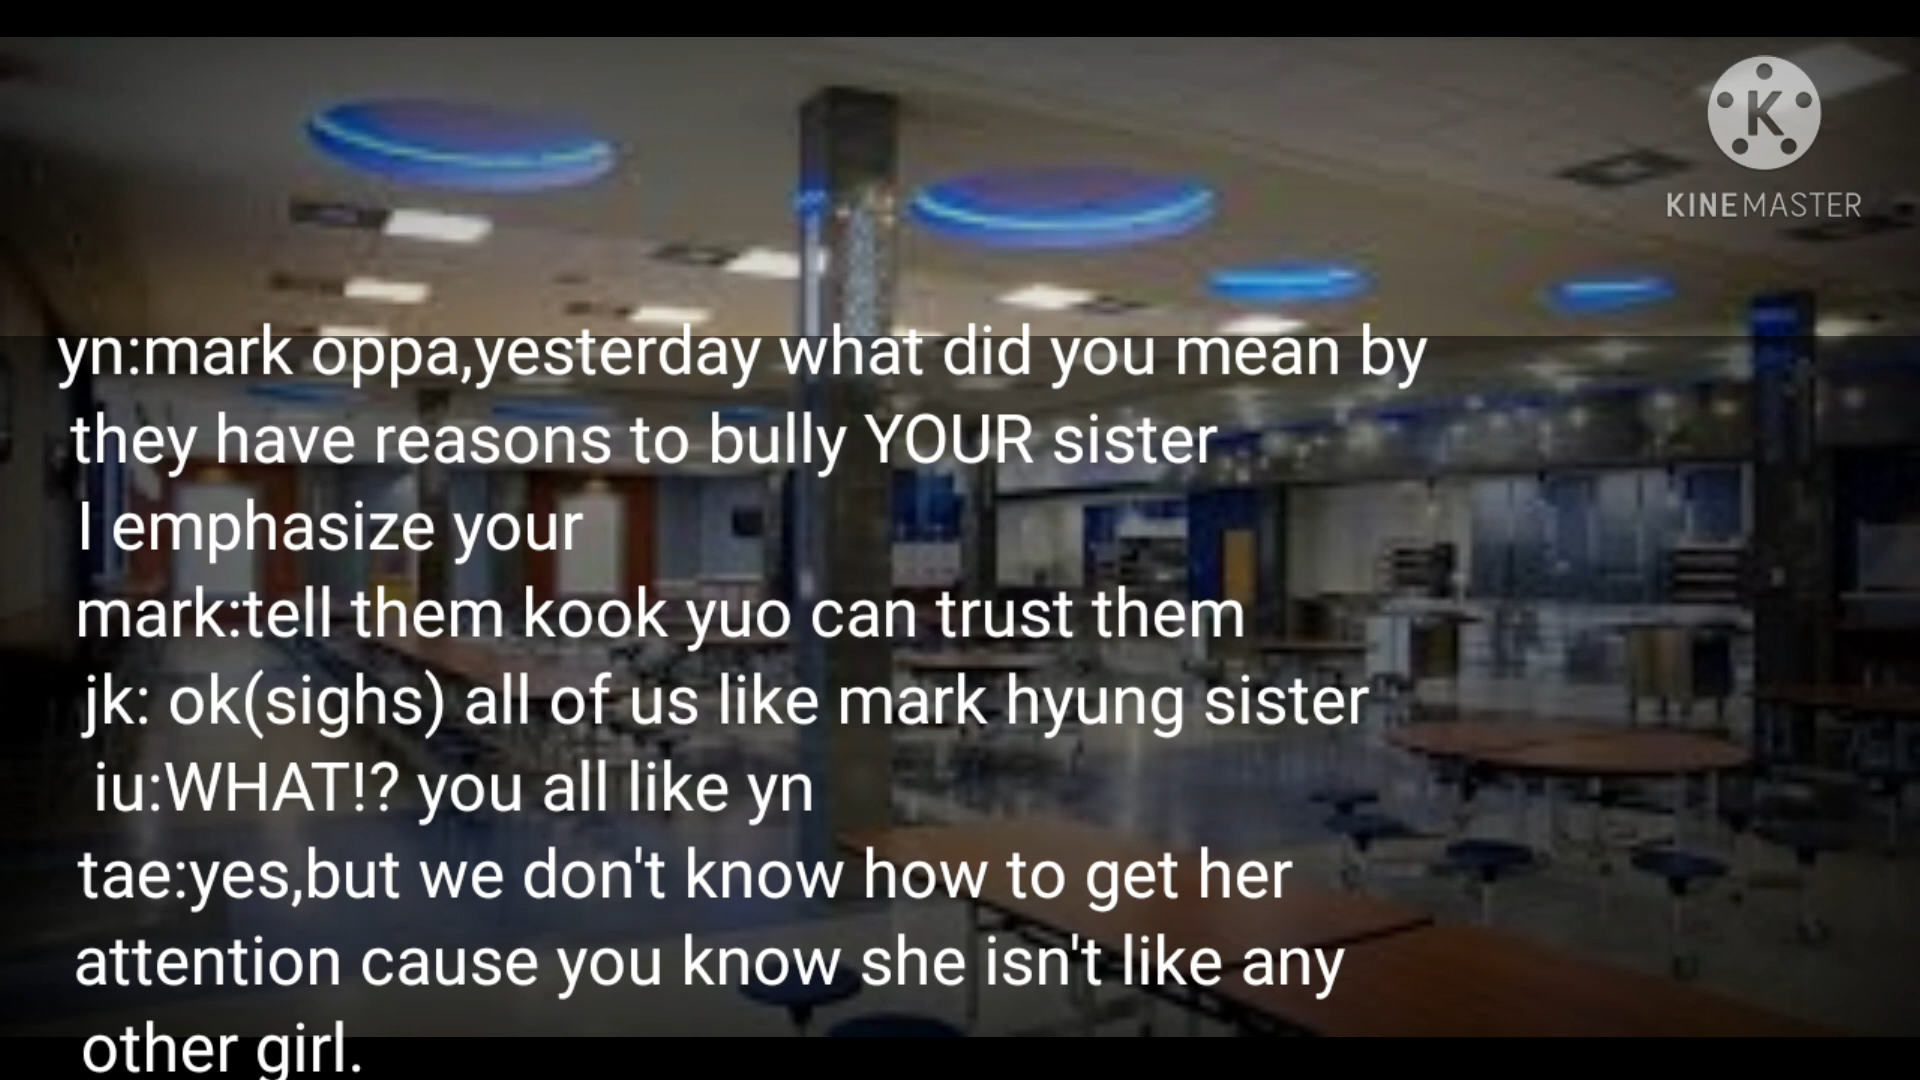 KINEMASTER
yn:mark oppa,yesterday what did you mean by
they have reasons to bully YOUR sister
I emphasize your
mark:tell them kook yuo can trust them
jk: ok(sighs) all of us like mark hyung sister
iu:WHAT!? you all like yn
tae:yes,but we don't know how to get her
attention cause you know she isn't like any
other girl.